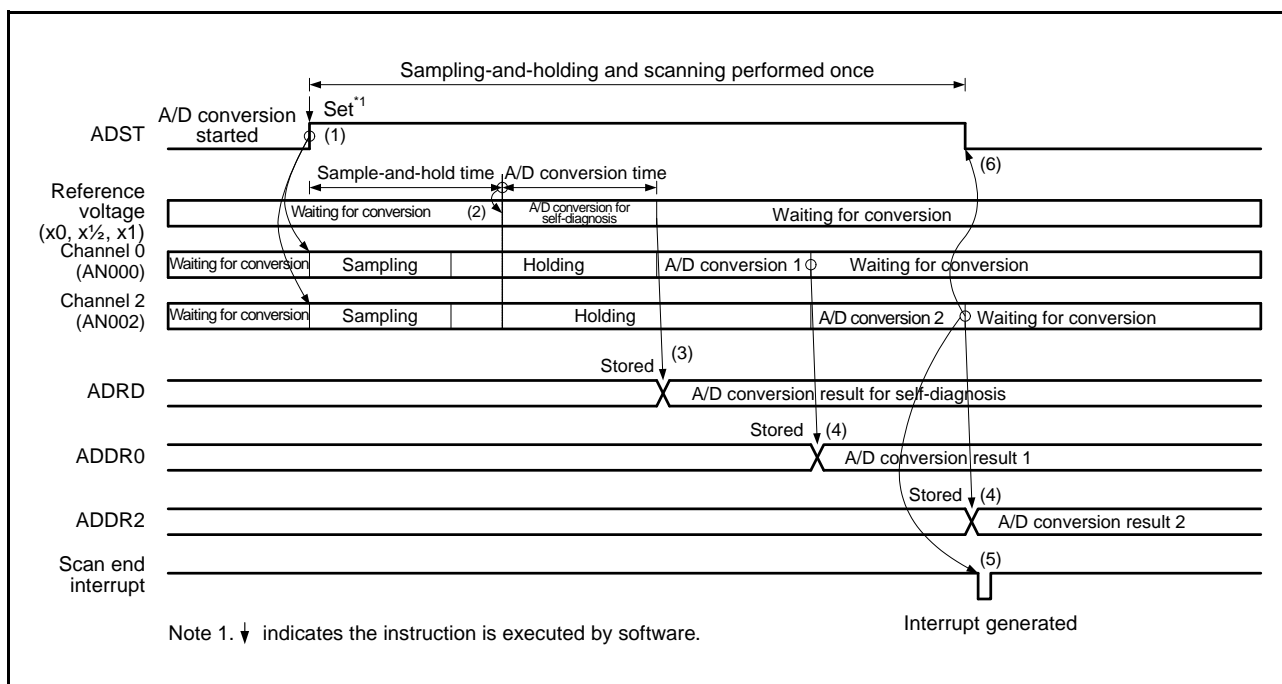 Sampling-and-holding and scanning performed once
A/D conversion
started
Set*1
ADST
(1)
(6)
Sample-and-hold time
A/D conversion time
Reference
voltage
(x0, x½, x1)
Waiting for conversion
(2)
A/D conversion for
self-diagnosis
Waiting for conversion
Channel 0
(AN000)
Waiting for conversion
Sampling
Holding
A/D conversion 1
Waiting for conversion
Channel 2
(AN002)
Waiting for conversion
Sampling
Holding
A/D conversion 2
Waiting for conversion
Stored
(3)
ADRD
A/D conversion result for self-diagnosis
Stored
(4)
ADDR0
A/D conversion result 1
Stored
(4)
ADDR2
A/D conversion result 2
Scan end
interrupt
(5)
Interrupt generated
Note 1. ↓ indicates the instruction is executed by software.